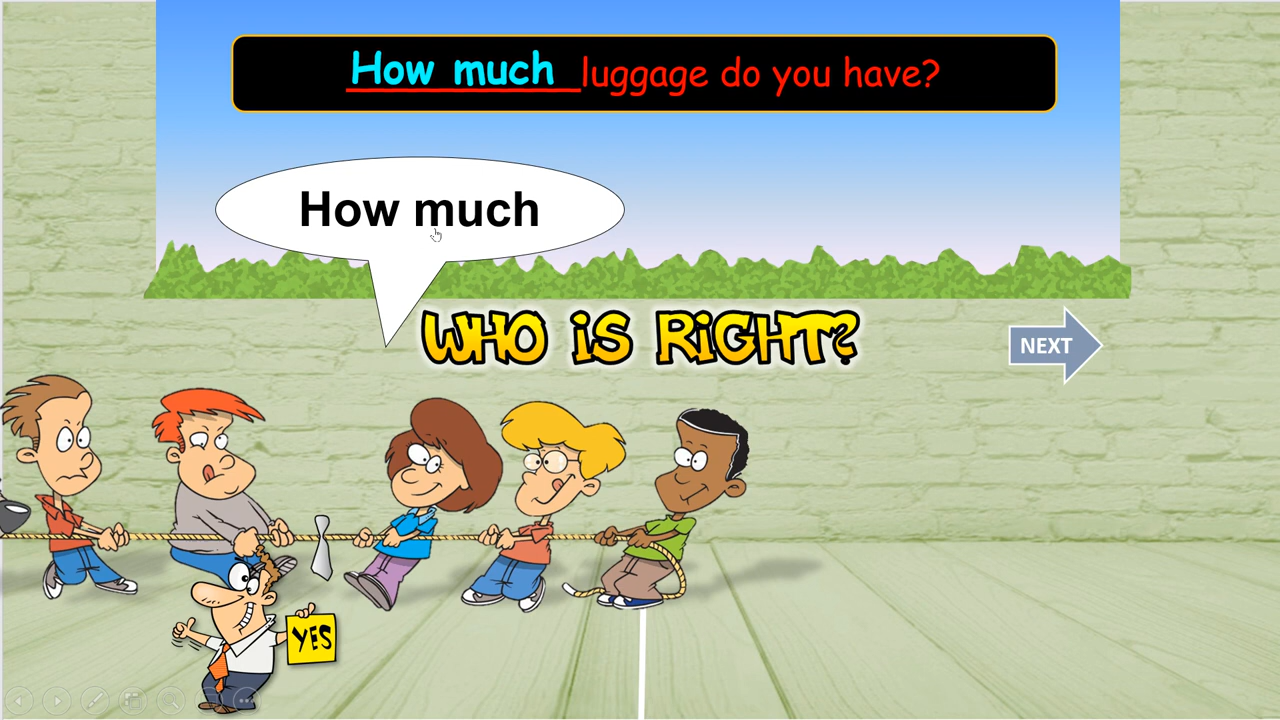 How much luggage do you have?
How much
WHO IS RIGHT?
NEXT
YES